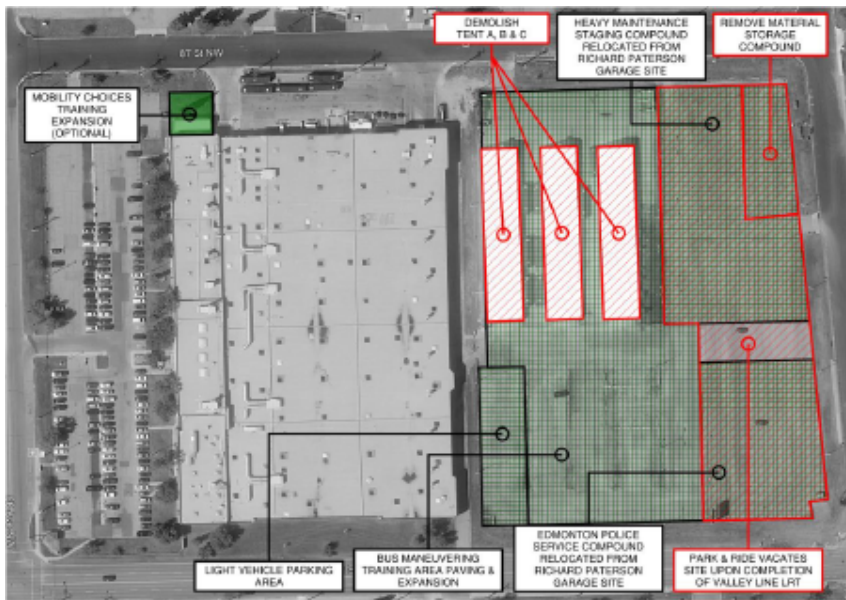 DEMOLISH
TENT A, B & C
HEAVY MAINTENANCE
STAGING COMPOUND
RELOCATED FROM
RICHARD PATERSON
GARAGE SITE
REMOVE MATERIAL
STORAGE
COMPOUND
MOBILITY CHOICES
TRAINING
EXPANSION
(OPTIONAL)
LIGHT VEHICLE PARKING
AREA
BUS MANEUVERING
TRAINING AREA PAVING &
EXPANSION
EDMONTON POLICE
SERVICE COMPOUND
RELOCATED FROM
RICHARD PATERSON
GARAGE SITE
PARK & RIDE VACATES
SITE UPON COMPLETION
OF VALLEY LINE LRT